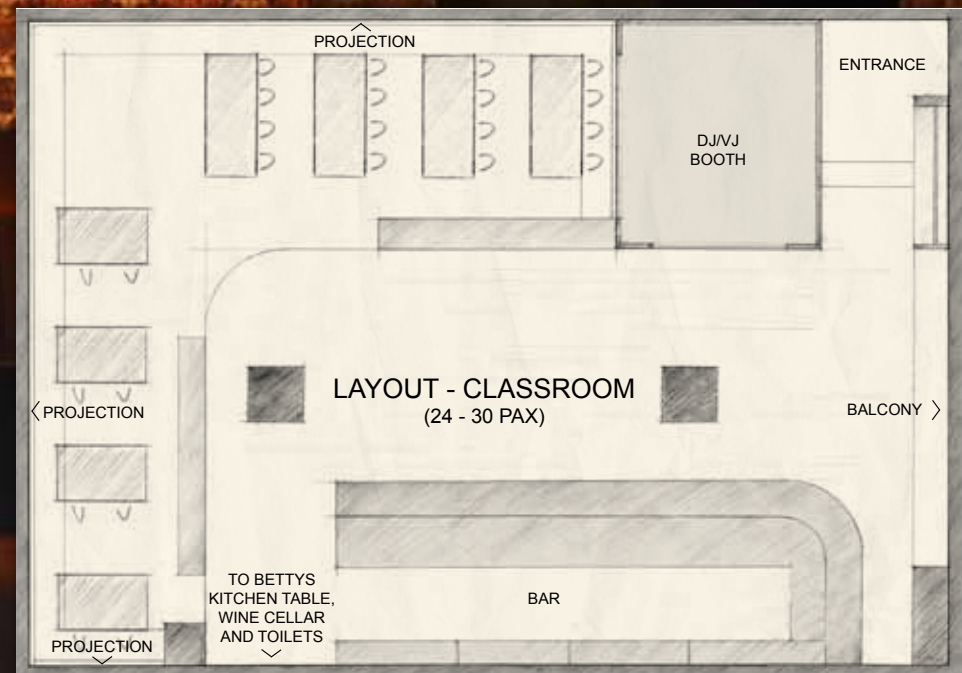 PROJECTION
ENTRANCE
DJ/VJ
BOOTH
LAYOUT - CLASSROOM
(24 - 30 PAX)
PROJECTION
BALCONY
TO BETTYS
KITCHEN TABLE,
WINE CELLAR
AND TOILETS
BAR
PROJECTION